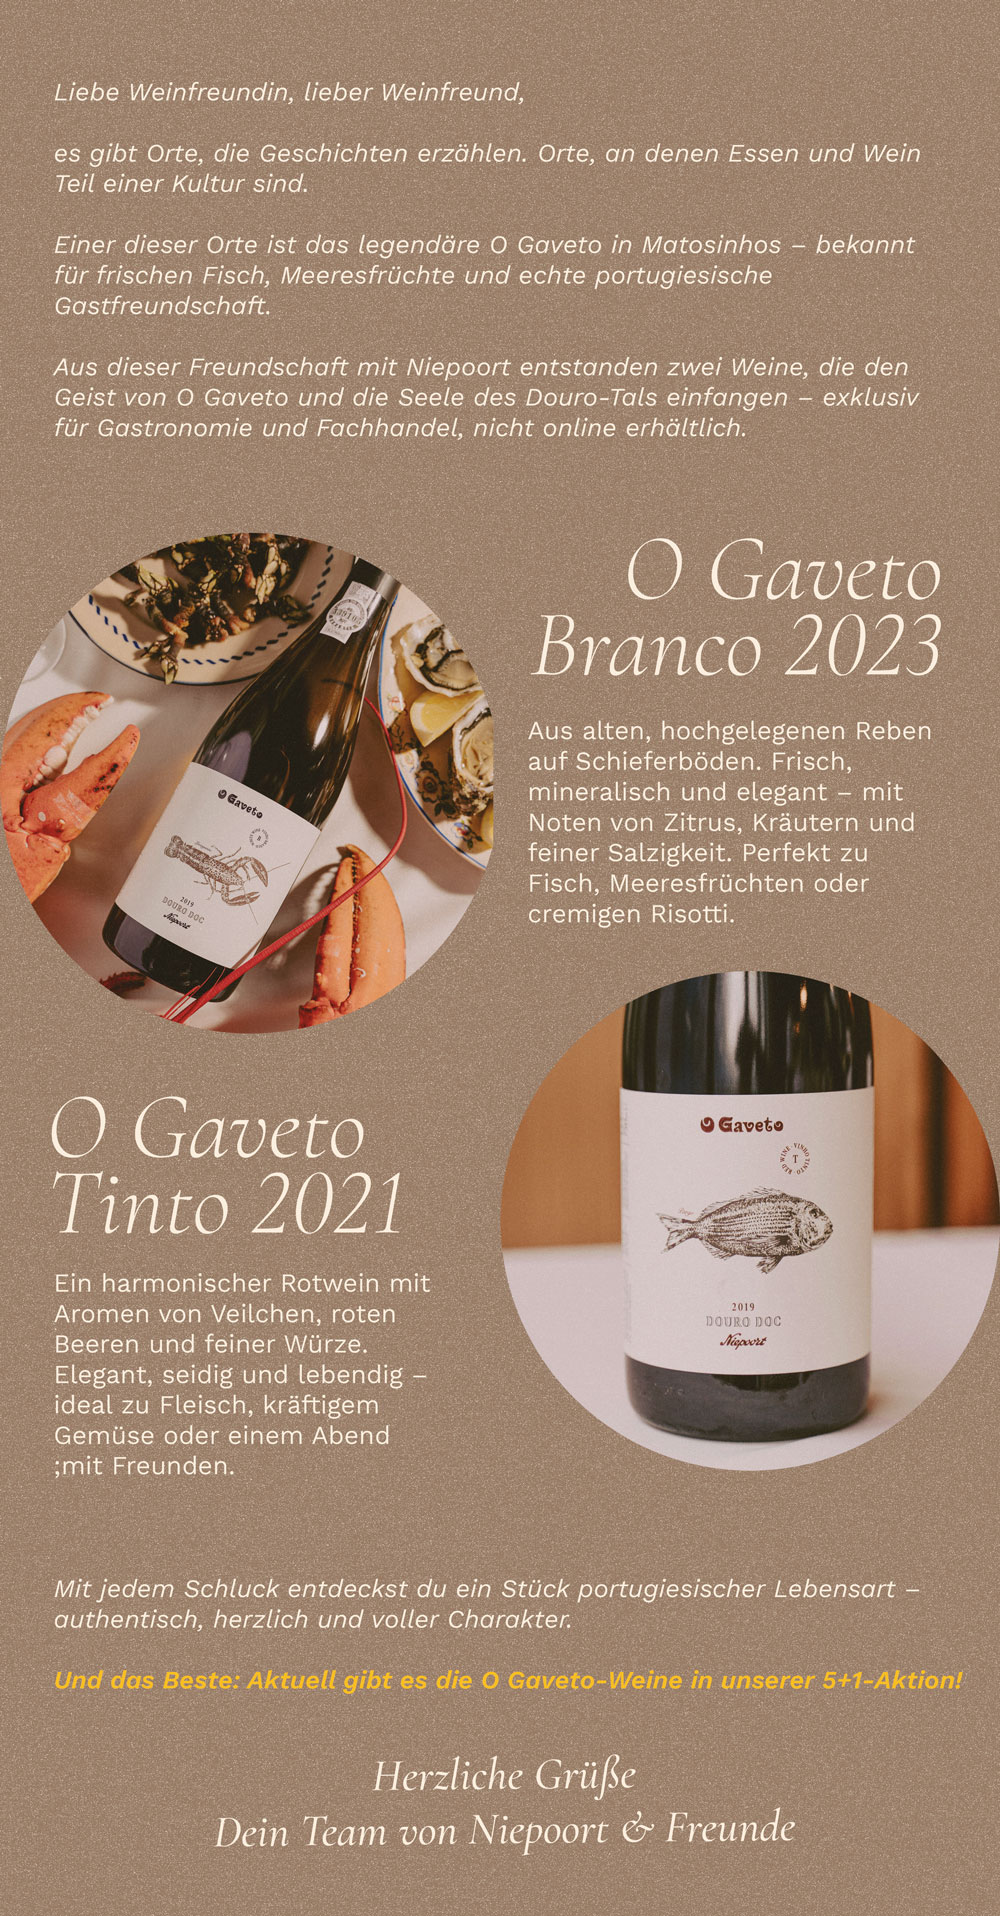 Liebe Weinfreundin, lieber Weinfreund,
es gibt Orte, die Geschichten erzählen. Orte, an denen Essen und Wein
Teil einer Kultur sind.
Einer dieser Orte ist das legendäre O Gaveto in Matosinhos – bekannt
für frischen Fisch, Meeresfrüchte und echte portugiesische
Gastfreundschaft.
Aus dieser Freundschaft mit Niepoort entstanden zwei Weine, die den
Geist von O Gaveto und die Seele des Douro-Tals einfangen – exklusiv
für Gastronomie und Fachhandel, nicht online erhältlich.
O Gaveto
Branco 2023
Aus alten, hochgelegenen Reben
auf Schieferböden. Frisch,
mineralisch und elegant – mit
Noten von Zitrus, Kräutern und
feiner Salzigkeit. Perfekt zu
Fisch, Meeresfrüchten oder
cremigen Risotti.
O Gaveto
2019
DOURO DOC
Niepoort
O Gaveto
Tinto 2021
Ein harmonischer Rotwein mit
Aromen von Veilchen, roten
Beeren und feiner Würze.
Elegant, seidig und lebendig –
ideal zu Fleisch, kräftigem
Gemüse oder einem Abend
;mit Freunden.
O Gaveto
RED WINE VINHO TINTO
T
2019
DOURO DOC
Niepoort
Mit jedem Schluck entdeckst du ein Stück portugiesischer Lebensart –
authentisch, herzlich und voller Charakter.
Und das Beste: Aktuell gibt es die O Gaveto-Weine in unserer 5+1-Aktion!
Herzliche Grüße
Dein Team von Niepoort & Freunde